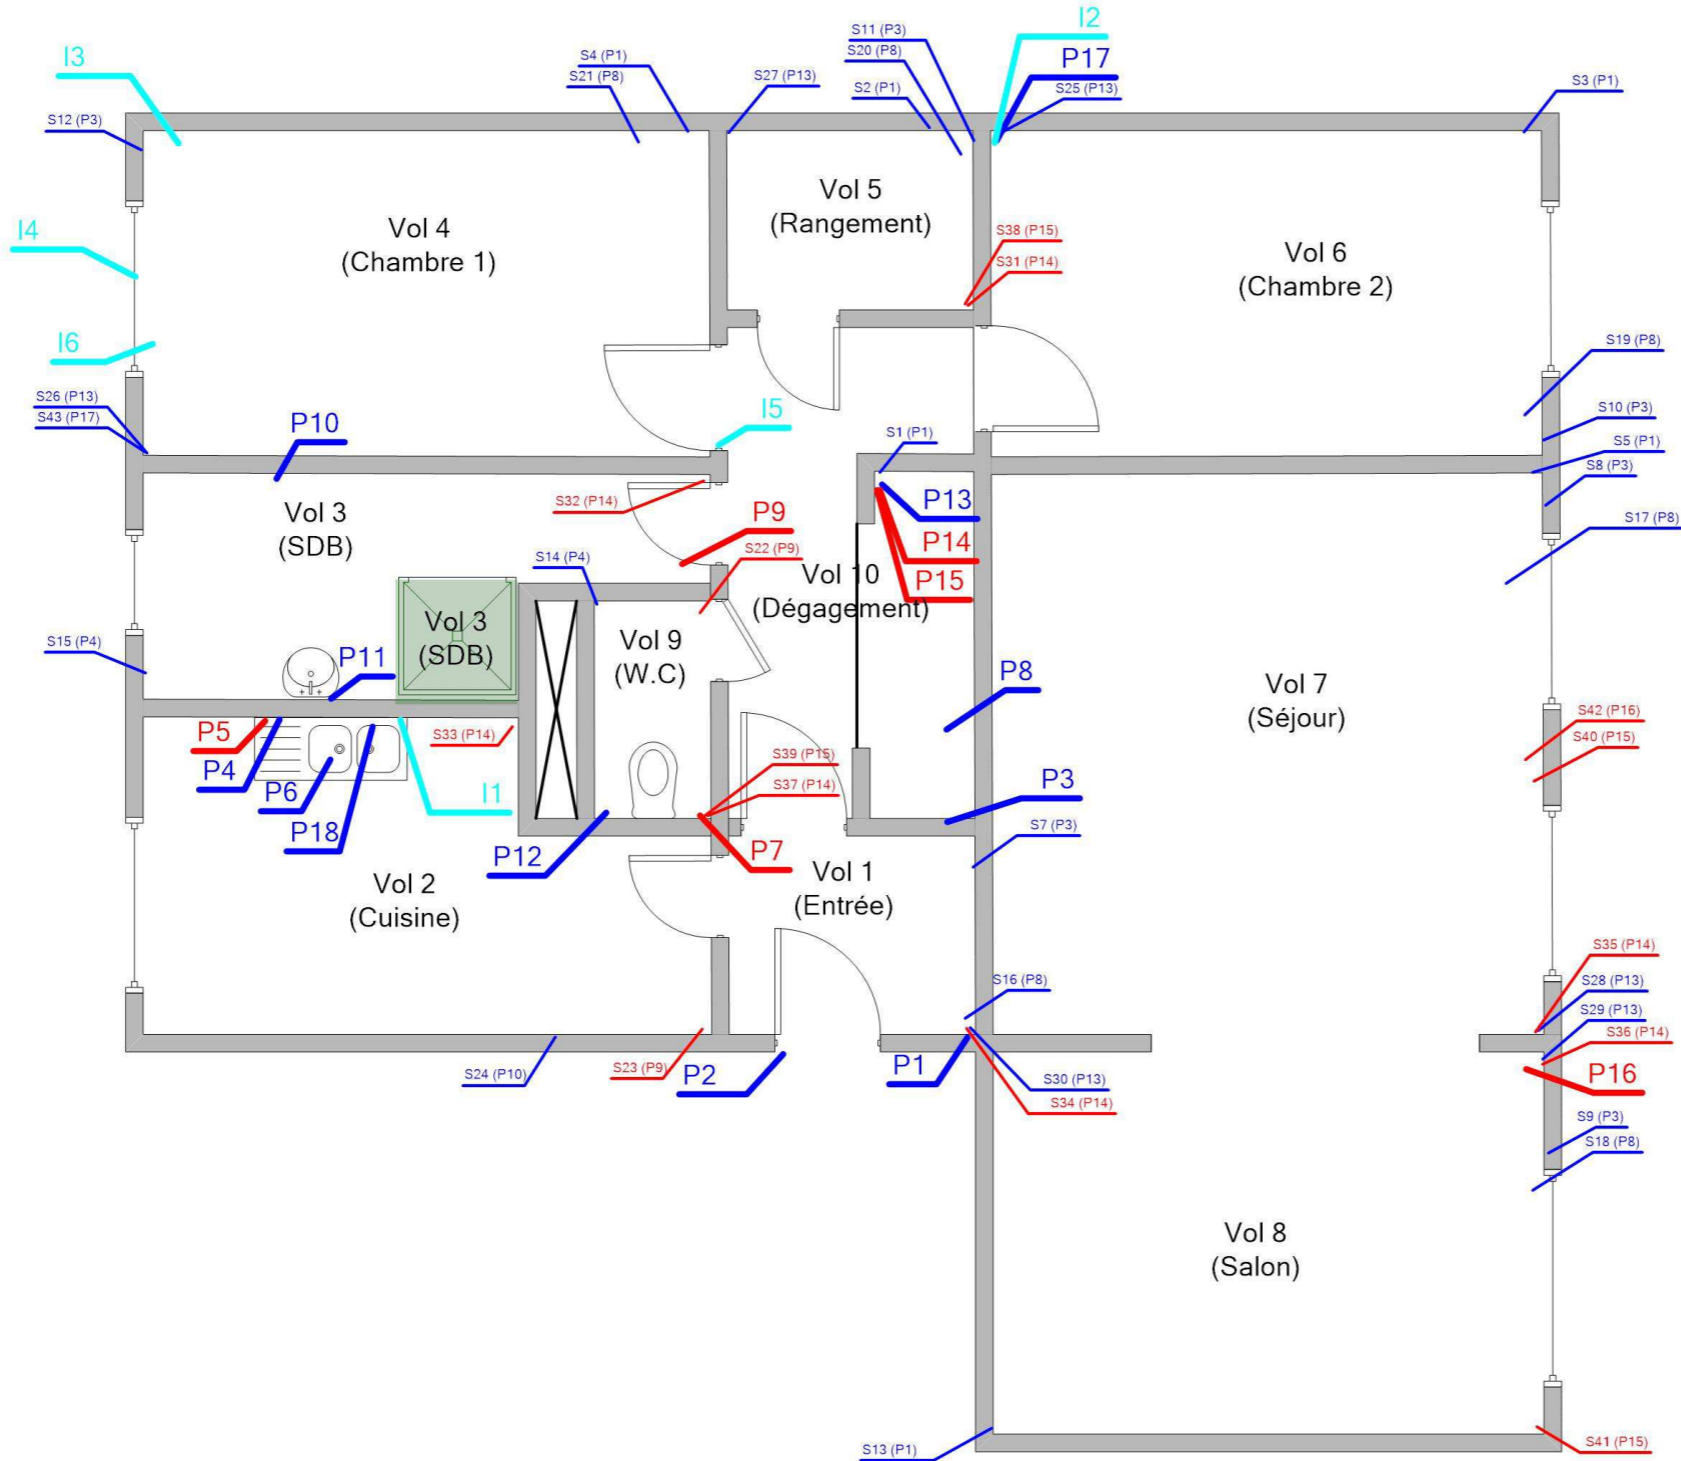 S11 (P3)
I2
S20 (P8)
I3
S4 (P1)
P17
S21 (P8)
S27 (P13)
S2 (P1)
S25 (P13)
S3 (P1)
S12 (P3)
Vol 5
(Rangement)
Vol 4
(Chambre 1)
I4
S38 (P15)
S31 (P14)
Vol 6
(Chambre 2)
I6
S19 (P8)
S26 (P13)
S43 (P17)
P10
I5
S10 (P3)
S1 (P1)
S5 (P1)
S8 (P3)
S32 (P14)
P13
Vol 3
(SDB)
P9
S17 (P8)
P14
S14 (P4)
S22 (P9)
Vol 10
(Dégagement)
P15
Vol 3
(SDB)
Vol 9
(W.C)
S15 (P4)
P11
P8
Vol 7
(Séjour)
S42 (P16)
P5
S33 (P14)
S40 (P15)
P4
S39 (P15)
P6
I1
S37 (P14)
P3
P18
S7 (P3)
P12
P7
Vol 1
(Entrée)
Vol 2
(Cuisine)
S35 (P14)
S16 (P8)
S28 (P13)
S29 (P13)
S36 (P14)
S24 (P10)
S23 (P9)
P2
P1
S30 (P13)
P16
S34 (P14)
S9 (P3)
S18 (P8)
Vol 8
(Salon)
S13 (P1)
S41 (P15)